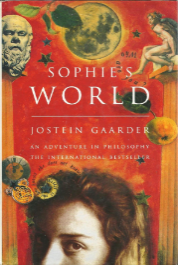 SOPHIE'S
WORLD
JOSTEIN GAARDER
AN ADVENTURE IN PHILOSOPHY
THE INTERNATIONAL BESTSELLER